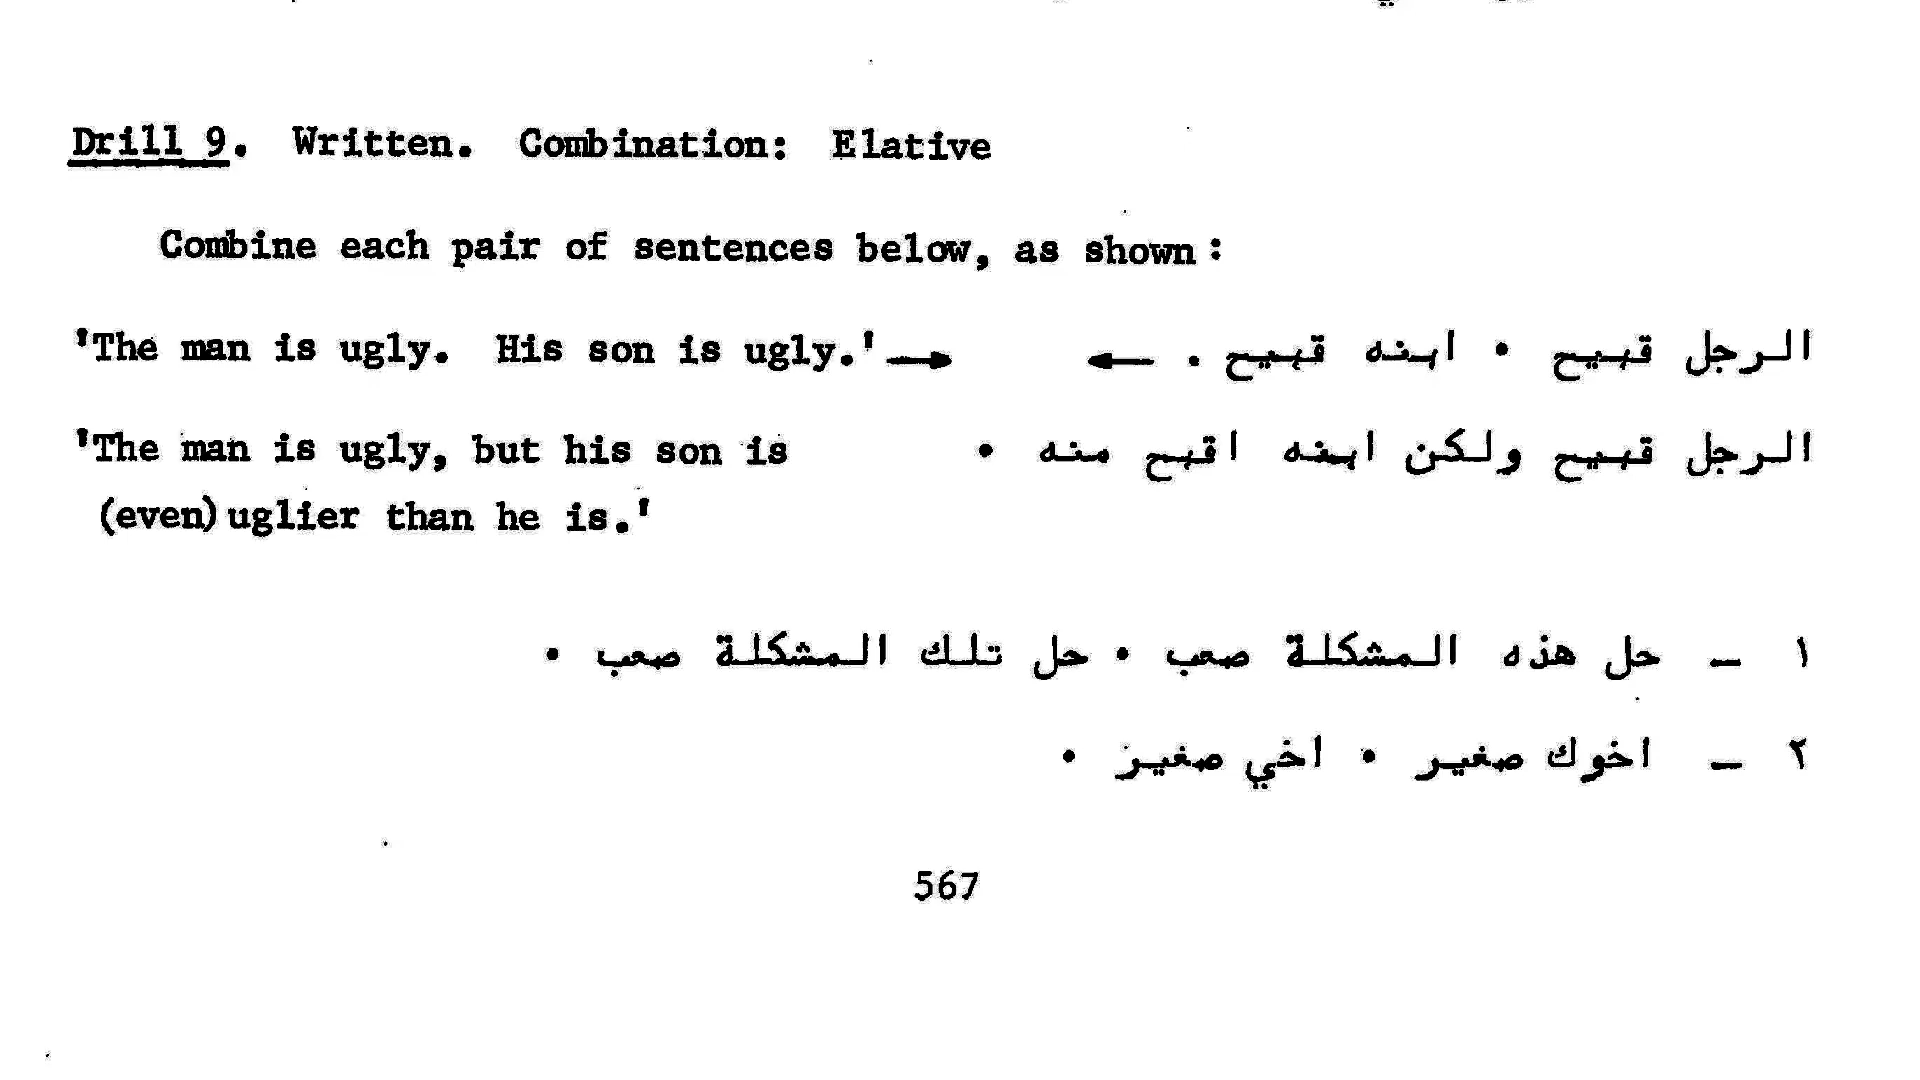 Drill 9. Written. Combination: Elative
Combine each pair of sentences below, as shown:
'The man is ugly. His son is ugly.' → الرجل قبيح . ابنه قبيح . ←
'The man is ugly, but his son is الرجل قبيح ولكن ابنه اقبح منه .
(even) uglier than he is.'
١ - حل هذه المشكلة صعب . حل تلك المشكلة صعب .
٢ - اخوك صغير . اخي صغير .
567